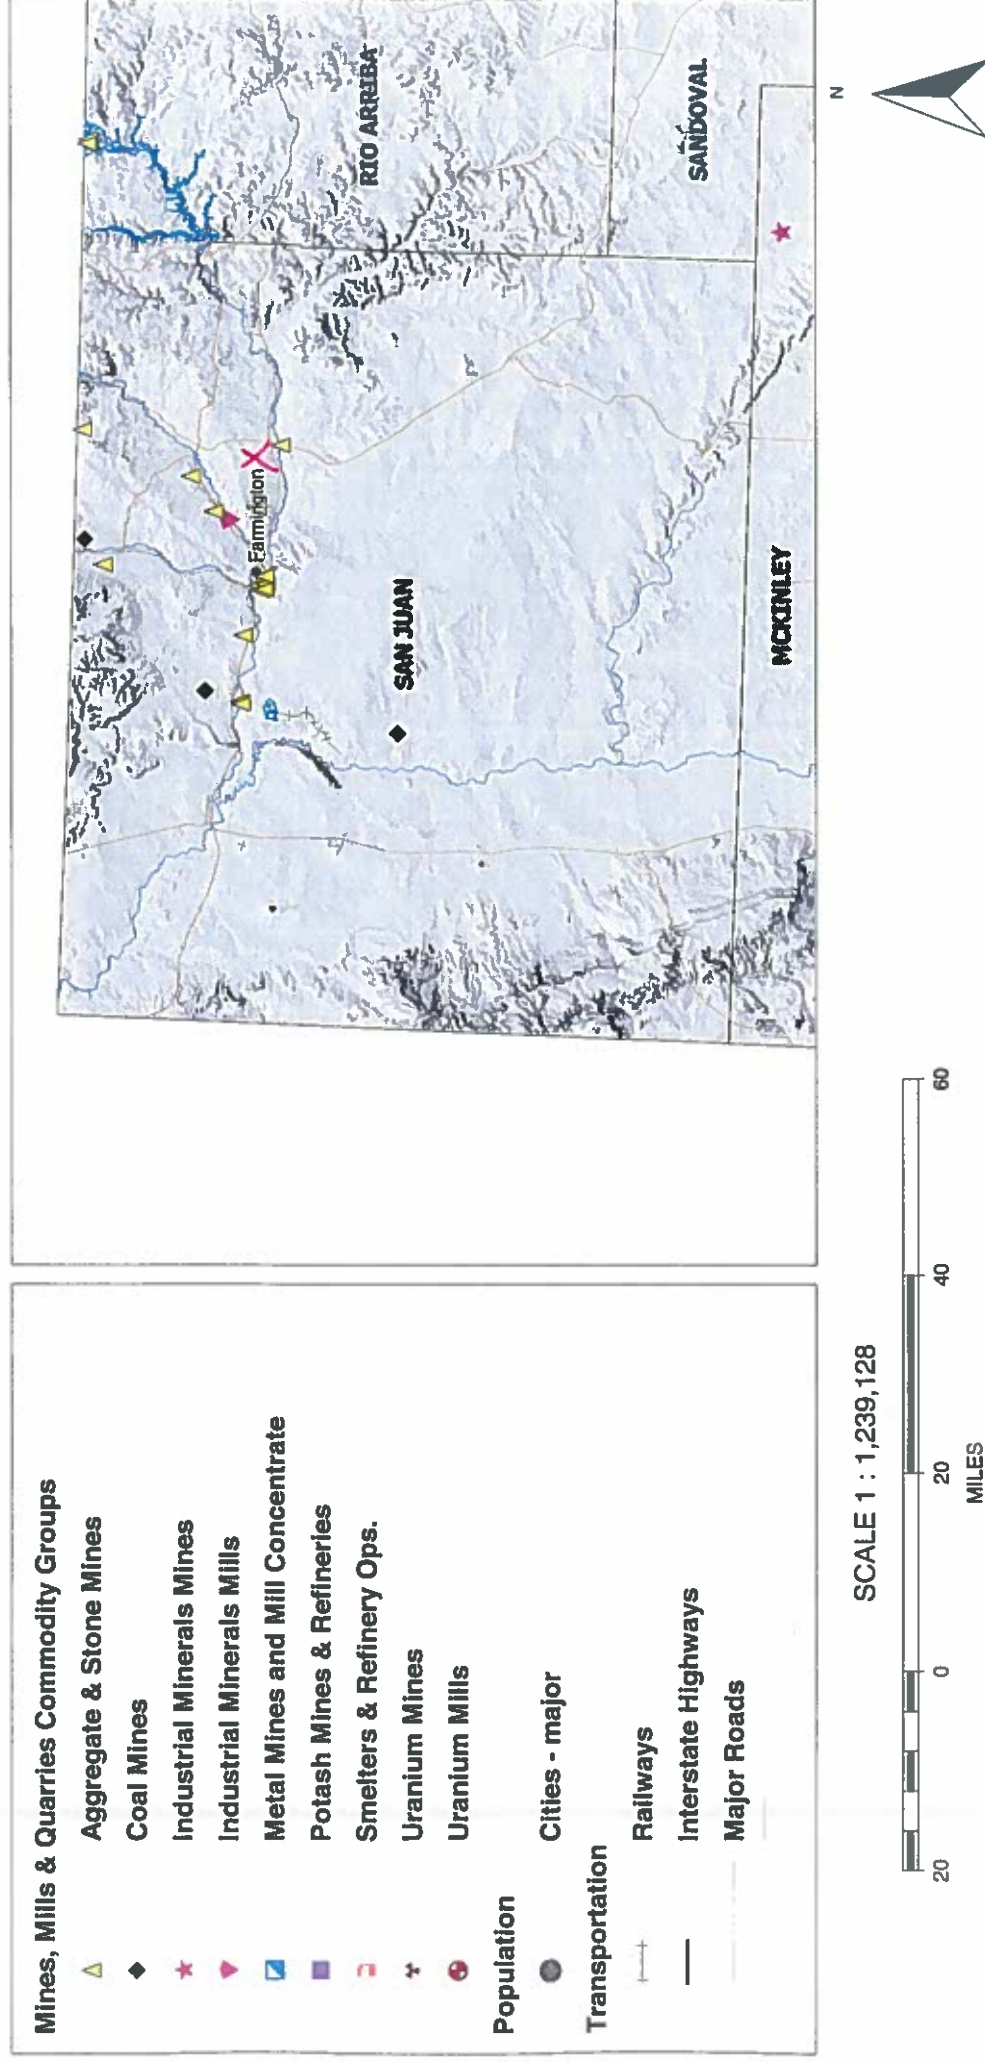 Mines, Mills & Quarries Commodity Groups
Aggregate & Stone Mines
Coal Mines
Industrial Minerals Mines
Industrial Minerals Mills
Metal Mines and Mill Concentrate
Potash Mines & Refineries
Smelters & Refinery Ops.
Uranium Mines
Uranium Mills
Population
Cities - major
Transportation
Railways
Interstate Highways
Major Roads
Farmington
SAN JUAN
RIO ARRIBA
SANDOVAL
MCKINLEY
SCALE 1 : 1,239,128
20 0 20 40 60
MILES
N